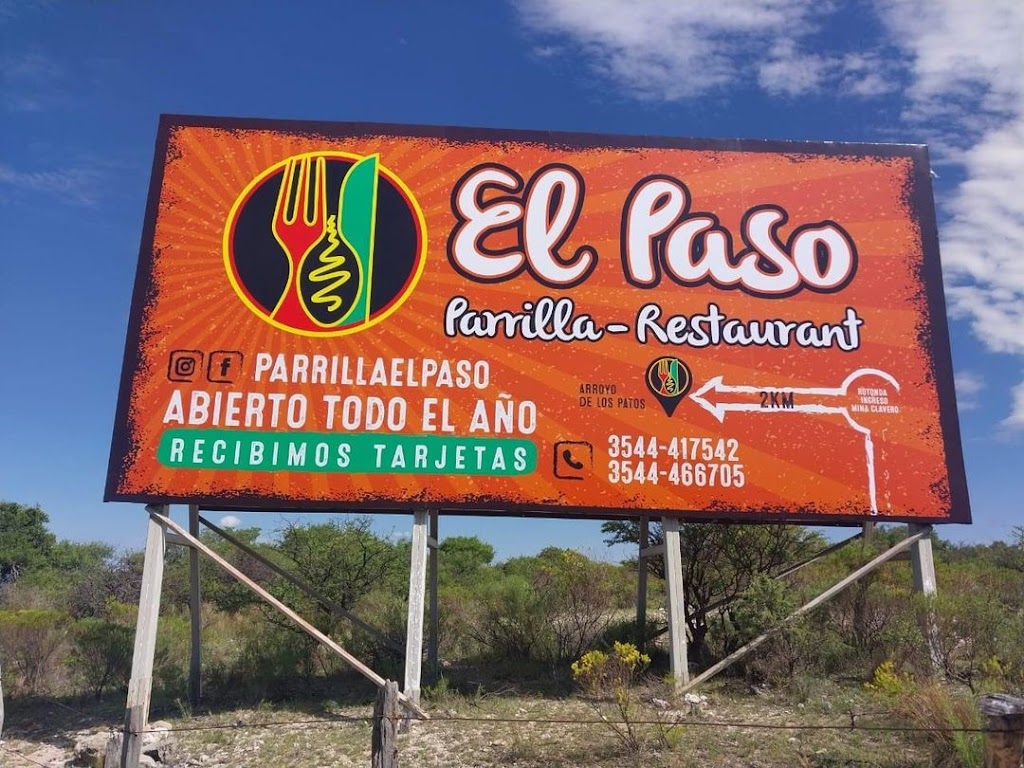 El Paso
Parrilla-Restaurant
PARRILLAELPASO
ABIERTO TODO EL AÑO
RECIBIMOS TARJETAS
ARROYO
DE LOS PATOS
2KM
ROTONDA
INGRESO
MINA CLAVERO
3544-417542
3544-466705